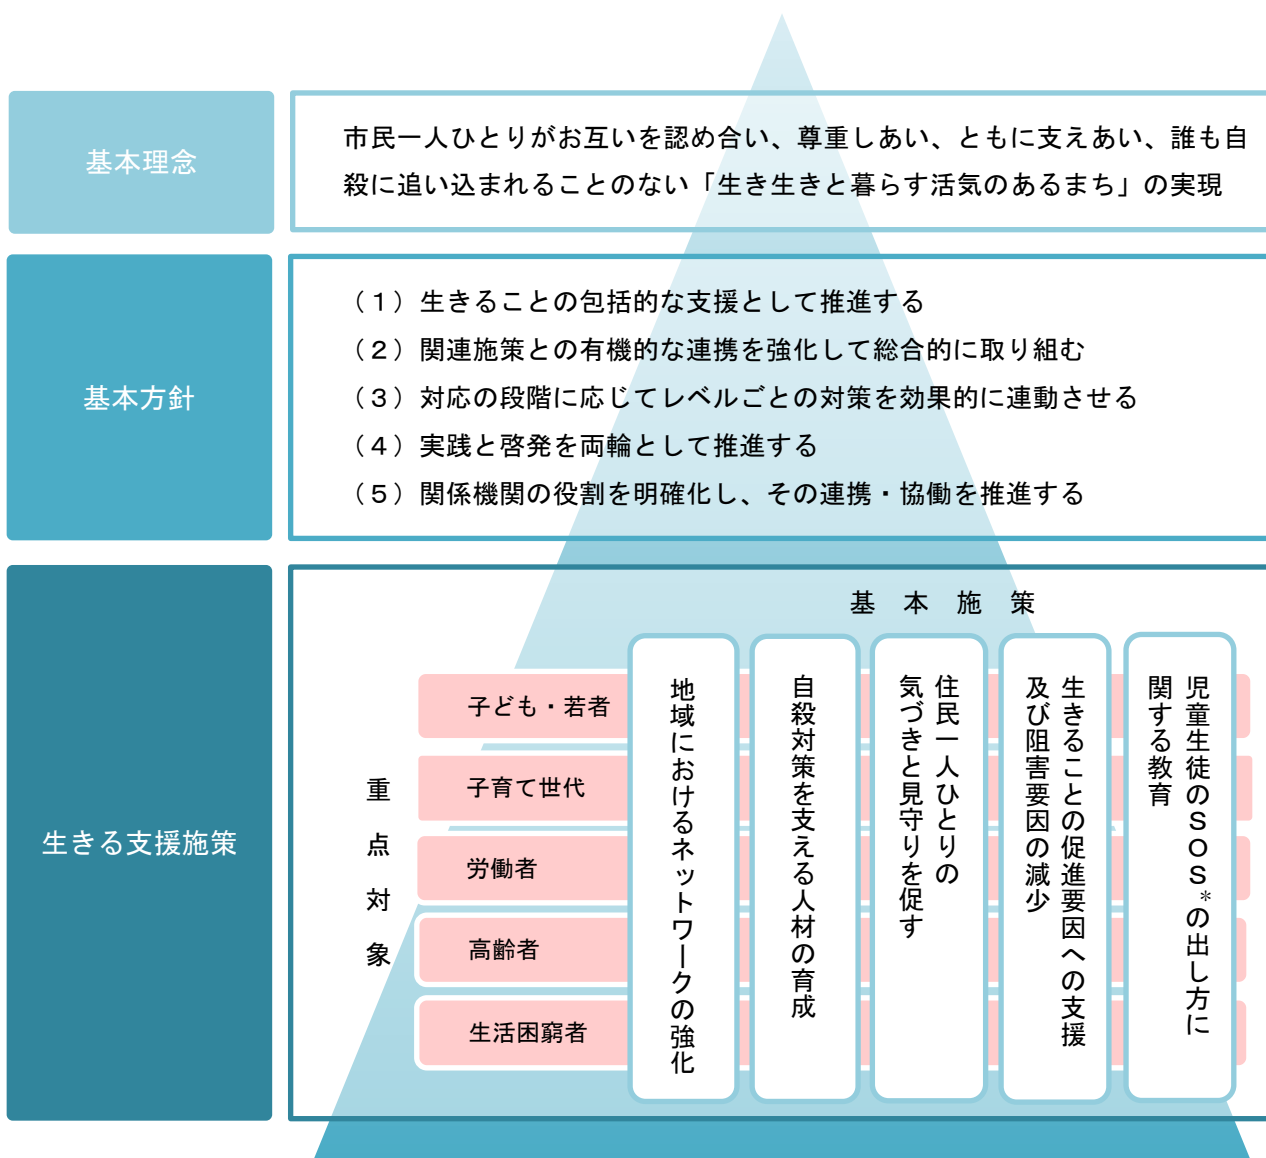 基本理念
市民一人ひとりがお互いを認め合い、尊重しあい、ともに支えあい、誰も自
殺に追い込まれることのない「生き生きと暮らす活気のあるまち」の実現
基本方針
（１）生きることの包括的な支援として推進する
（２）関連施策との有機的な連携を強化して総合的に取り組む
（３）対応の段階に応じてレベルごとの対策を効果的に連動させる
（４）実践と啓発を両輪として推進する
（５）関係機関の役割を明確化し、その連携・協働を推進する
生きる支援施策
基本施策
重点対象
子ども・若者
子育て世代
労働者
高齢者
生活困窮者
地域におけるネットワークの強化
自殺対策を支える人材の育成
住民一人ひとりの
気づきと見守りを促す
生きることの促進要因への支援
及び阻害要因の減少
児童生徒のＳＯＳ*の出し方に
関する教育